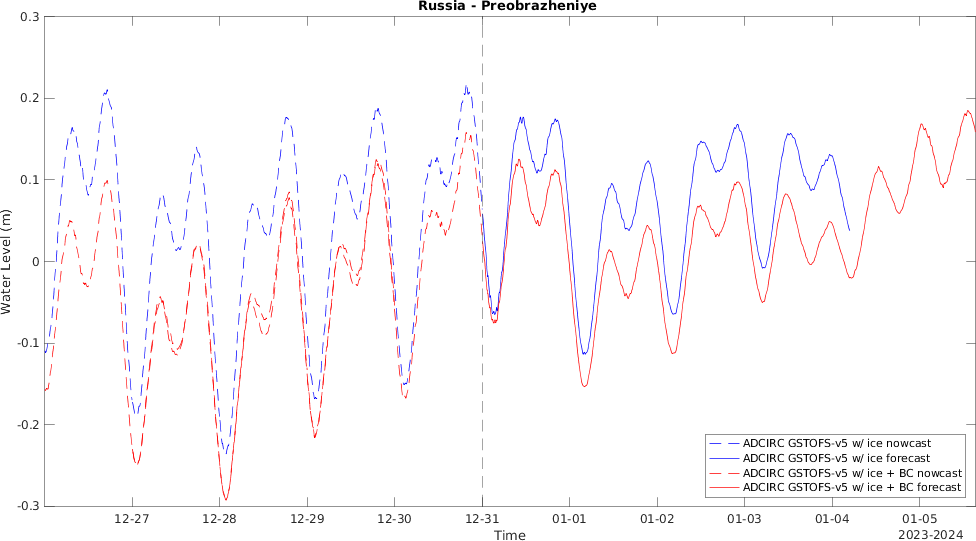 Russia - Preobrazheniye
0.3
0.2
0.1
0
-0.1
-0.2
-0.3
Water Level (m)
12-27 12-28 12-29 12-30 12-31 01-01 01-02 01-03 01-04 01-05
Time
2023-2024
ADCIRC GSTOFS-v5 w/ ice nowcast
ADCIRC GSTOFS-v5 w/ ice forecast
ADCIRC GSTOFS-v5 w/ ice + BC nowcast
ADCIRC GSTOFS-v5 w/ ice + BC forecast